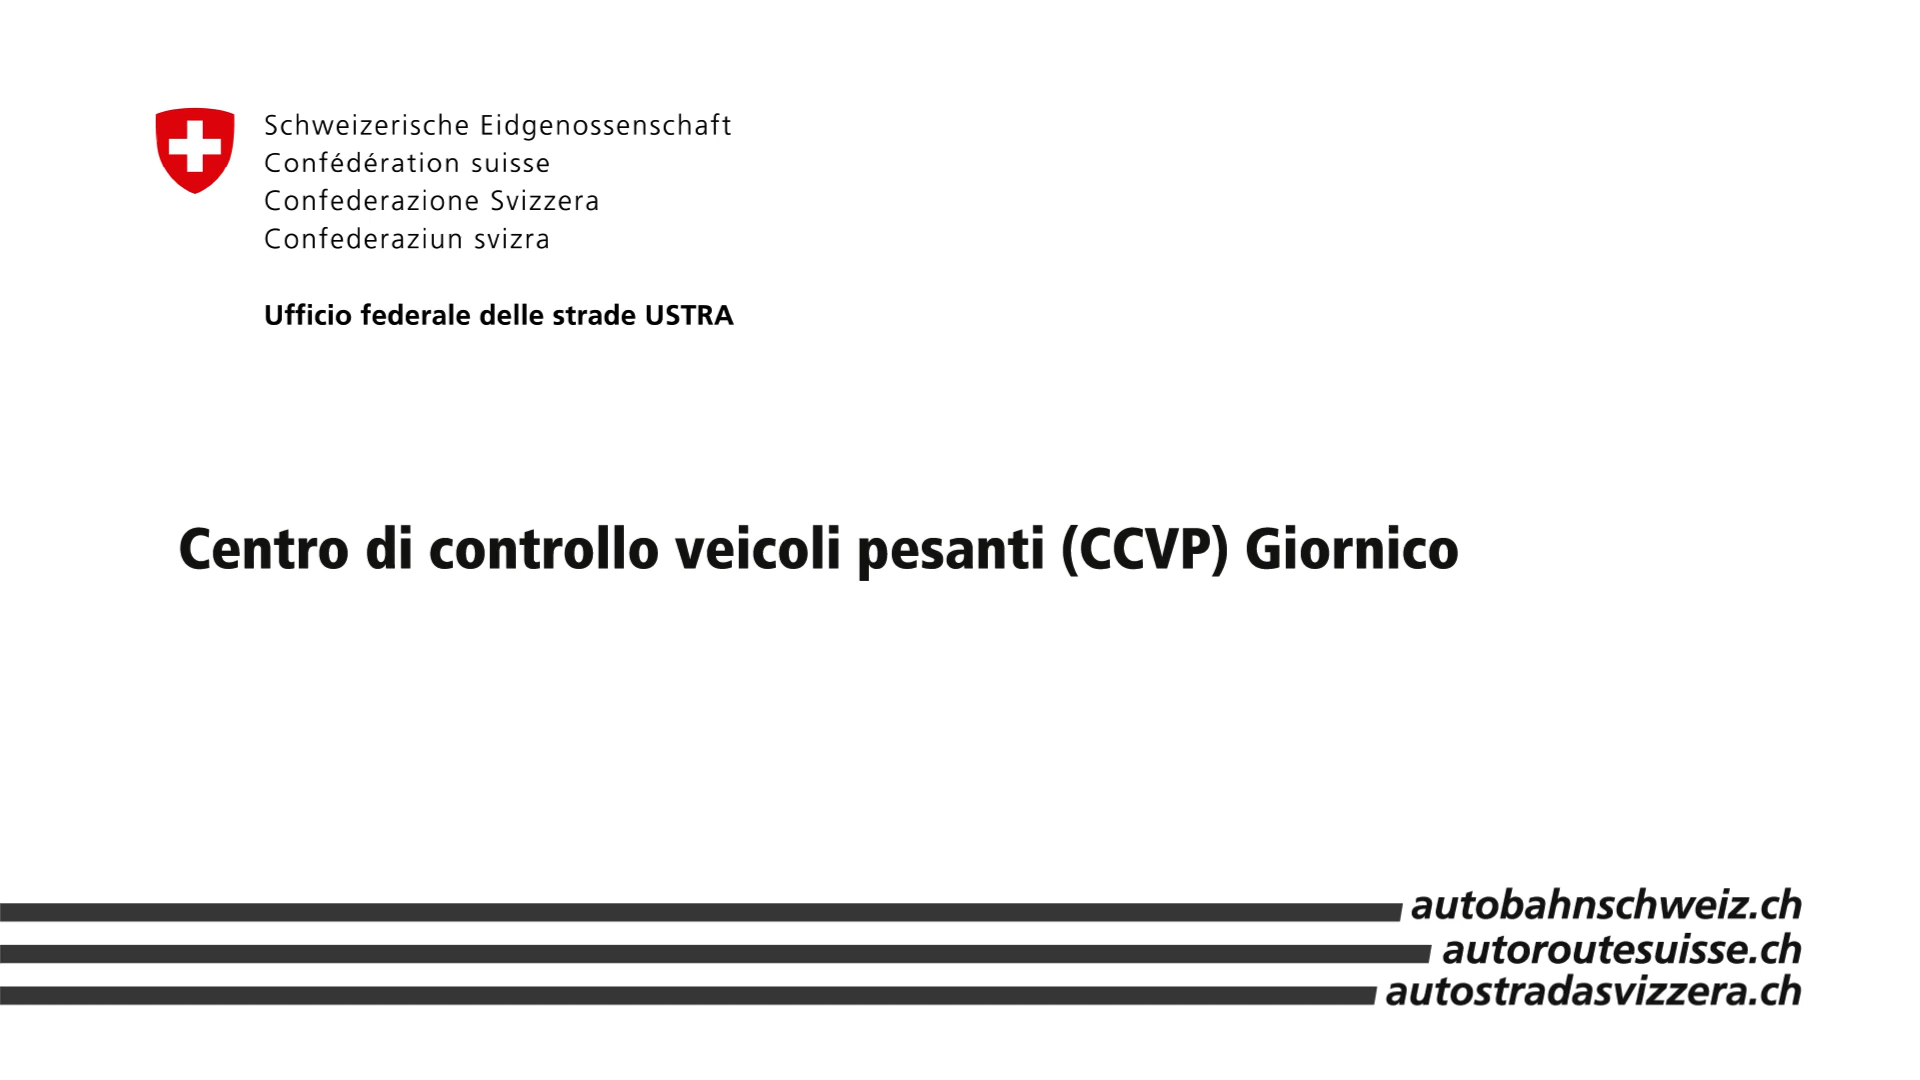 Schweizerische Eidgenossenschaft
Confédération suisse
Confederazione Svizzera
Confederaziun svizra
Ufficio federale delle strade USTRA
Centro di controllo veicoli pesanti (CCVP) Giornico
autobahnschweiz.ch
autoroutesuisse.ch
autostradasvizzera.ch